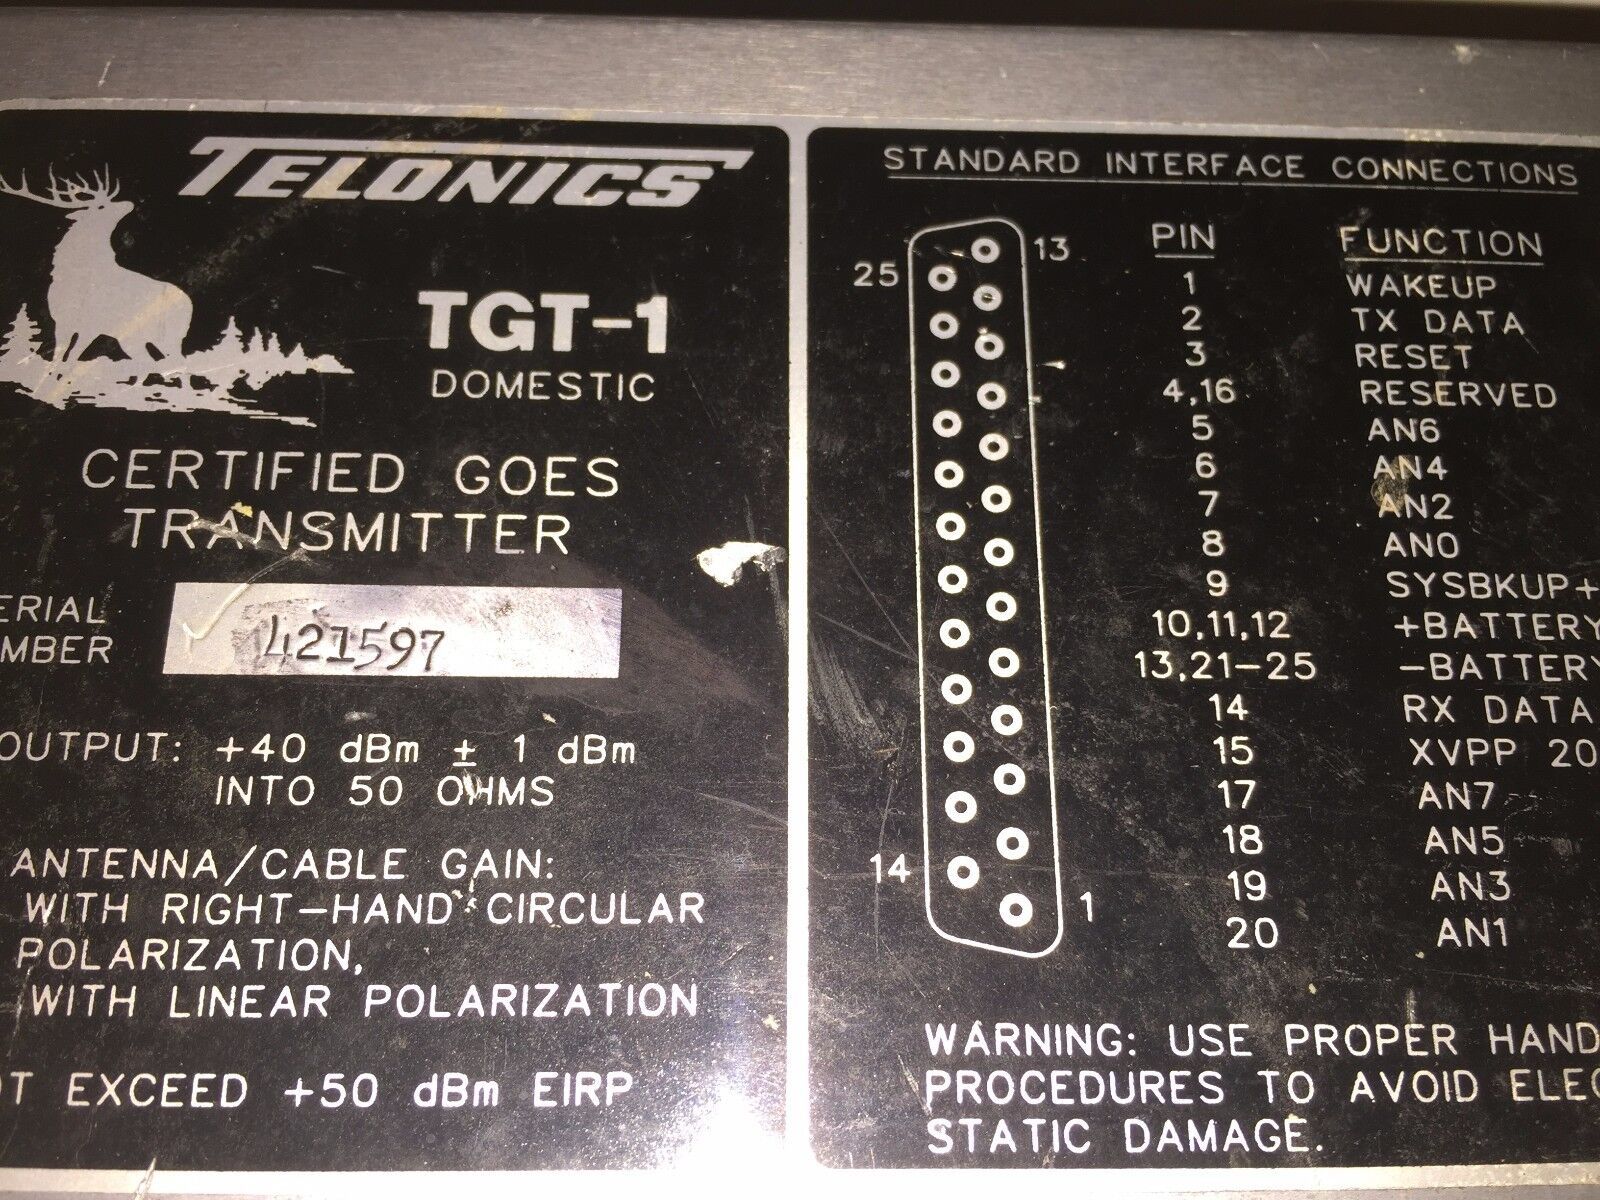 TELONICS
TGT-1
DOMESTIC
CERTIFIED GOES
TRANSMITTER
ERIAL
MBER
421597
OUTPUT: +40 dBm ± 1 dBm
INTO 50 OHMS
ANTENNA/CABLE GAIN:
WITH RIGHT-HAND CIRCULAR
POLARIZATION,
WITH LINEAR POLARIZATION
OT EXCEED +50 dBm EIRP
STANDARD INTERFACE CONNECTIONS
13
25
14
1
PIN FUNCTION
1 WAKEUP
2 TX DATA
3 RESET
4,16 RESERVED
5 AN6
6 AN4
7 AN2
8 AN0
9 SYSBKUP+
10,11,12 +BATTERY
13,21-25 -BATTERY
14 RX DATA
15 XVPP 20
17 AN7
18 AN5
19 AN3
20 AN1
WARNING: USE PROPER HAND
PROCEDURES TO AVOID ELEC
STATIC DAMAGE.